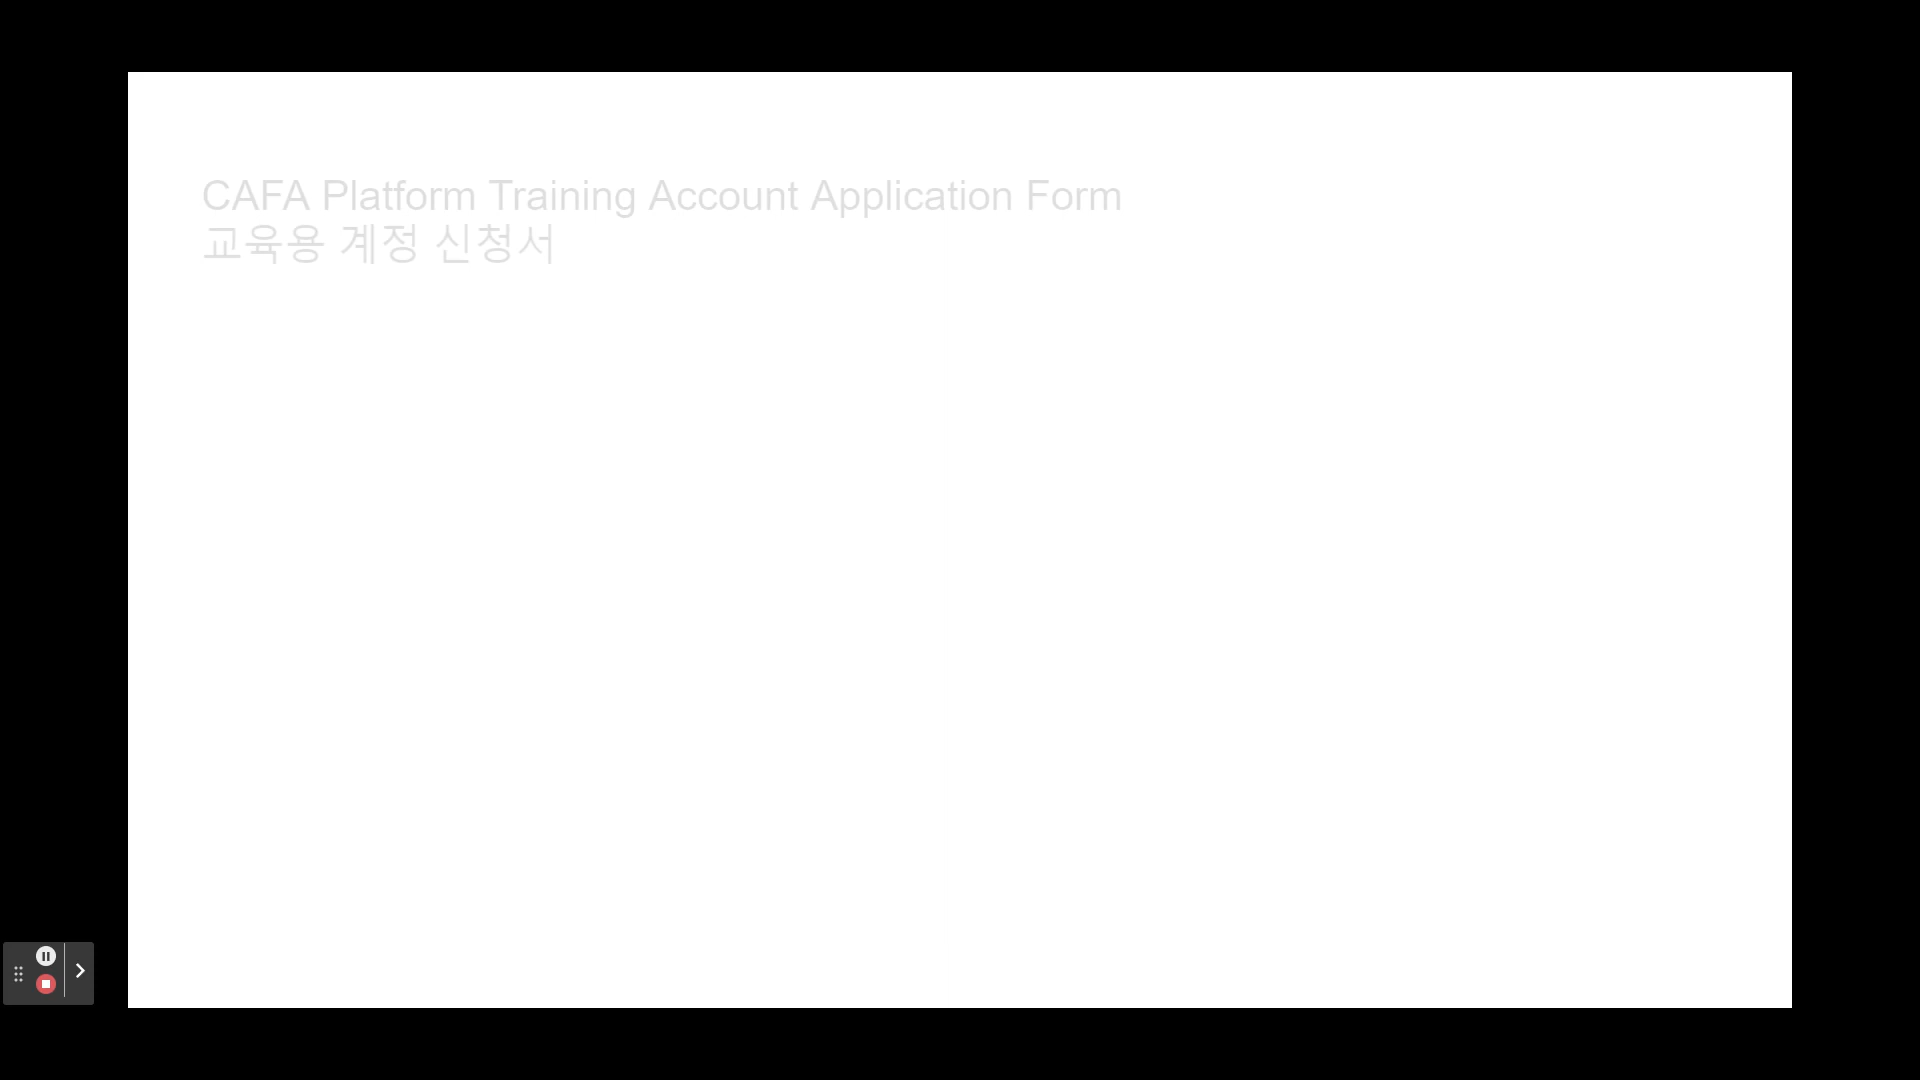 CAFA Platform Training Account Application Form
교육용 계정 신청서